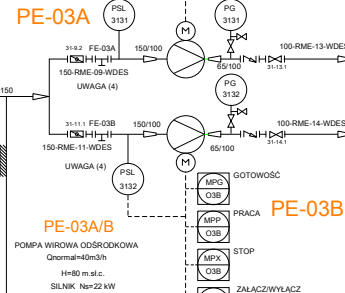 PE-03A
PSL
3131
PG
3131
M
31-9.2 FE-03A
150/100
100-RME-13-WDES
150-RME-09-WDES
65/100
31-13.1
UWAGA (4)
150
PG
3132
31-11.1 FE-03B
150/100
100-RME-14-WDES
150-RME-11-WDES
65/100
31-14.1
UWAGA (4)
M
PSL
3132
MPG
O3B
GOTOWOŚĆ
MPP
O3B
PRACA
PE-03B
PE-03A/B
POMPA WIROWA ODŚRODKOWA
Qnormal=40m3/h
H=80 m.sł.c.
SILNIK Ns=22 kW
MPX
O3B
STOP
ZAŁĄCZ/WYŁĄCZ